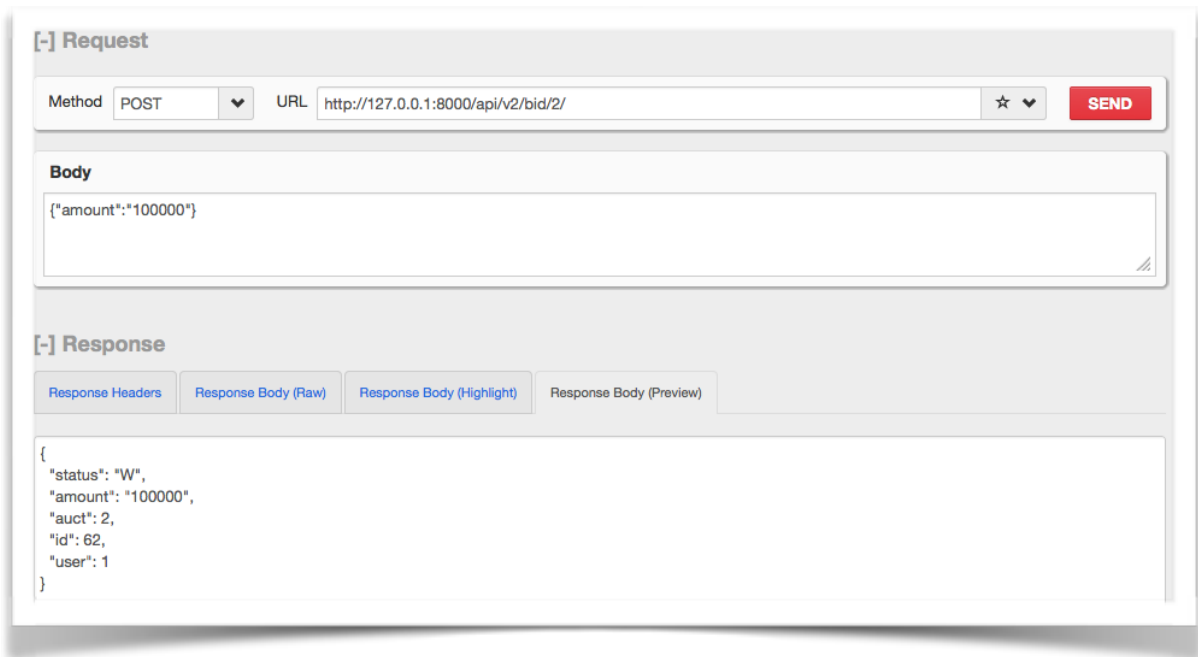 [-] Request
Method POST URL http://127.0.0.1:8000/api/v2/bid/2/ SEND
Body
{"amount":"100000"}
[-] Response
Response Headers Response Body (Raw) Response Body (Highlight) Response Body (Preview)
{
"status": "W",
"amount": "100000",
"auct": 2,
"id": 62,
"user": 1
}